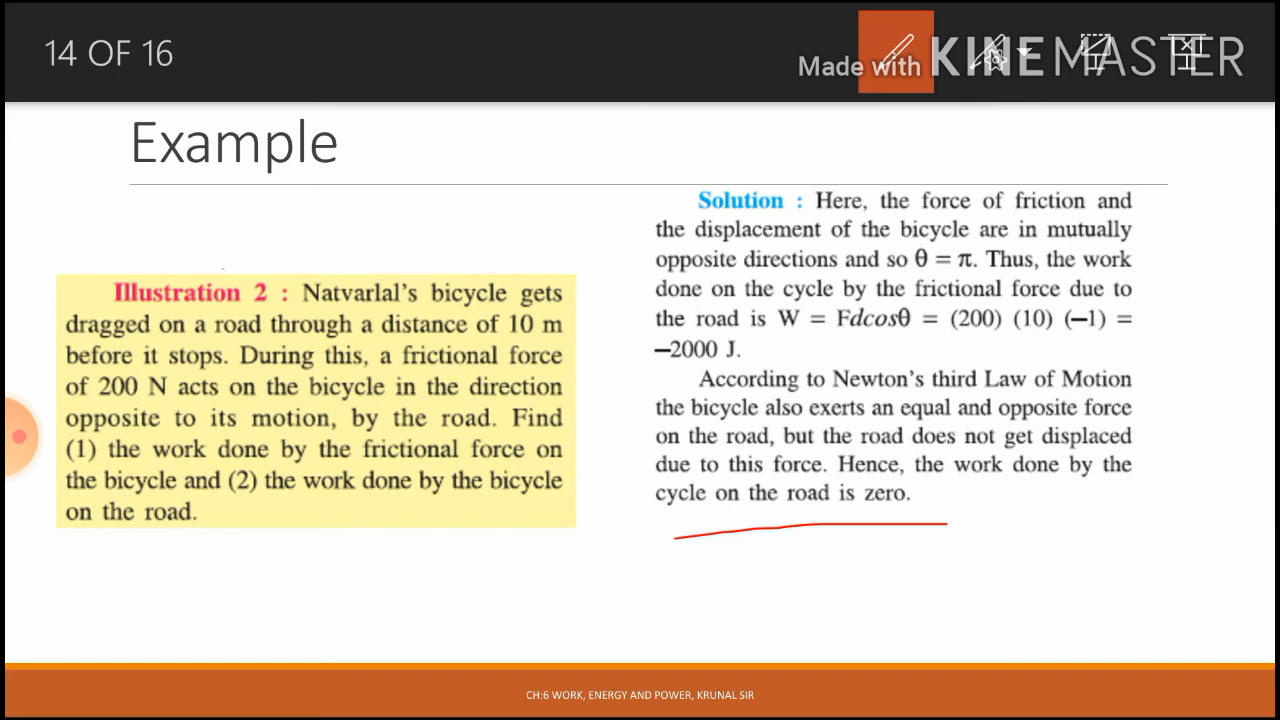 14 OF 16
Made with KINEMASTER
Example
Illustration 2 : Natvarlal's bicycle gets
dragged on a road through a distance of 10 m
before it stops. During this, a frictional force
of 200 N acts on the bicycle in the direction
opposite to its motion, by the road. Find
(1) the work done by the frictional force on
the bicycle and (2) the work done by the bicycle
on the road.
Solution : Here, the force of friction and
the displacement of the bicycle are in mutually
opposite directions and so θ = π. Thus, the work
done on the cycle by the frictional force due to
the road is W = Fdcosθ = (200) (10) (−1) =
−2000 J.
According to Newton's third Law of Motion
the bicycle also exerts an equal and opposite force
on the road, but the road does not get displaced
due to this force. Hence, the work done by the
cycle on the road is zero.
CH:6 WORK, ENERGY AND POWER, KRUNAL SIR